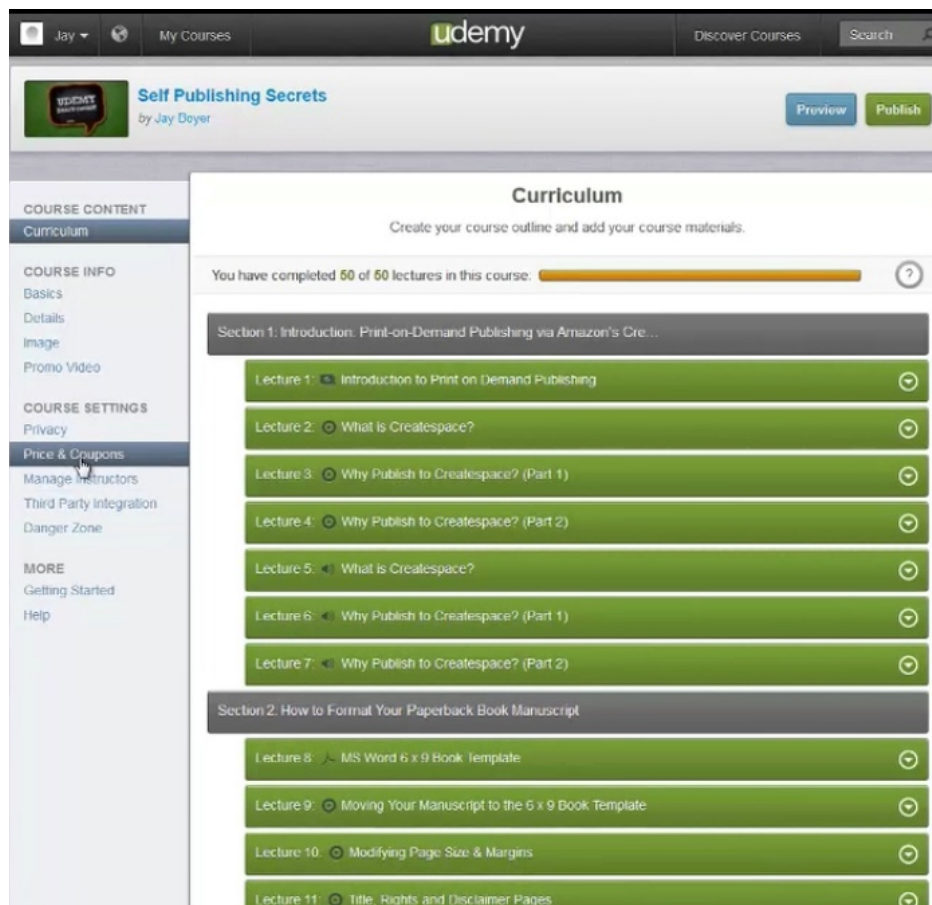 Jay
My Courses
udemy
Discover Courses
Search
UDEMY
Self Publishing Secrets
by Jay Boyer
Preview
Publish
COURSE CONTENT
Curriculum
COURSE INFO
Basics
Details
Image
Promo Video
COURSE SETTINGS
Privacy
Price & Coupons
Manage Instructors
Third Party Integration
Danger Zone
MORE
Getting Started
Help
Curriculum
Create your course outline and add your course materials.
You have completed 50 of 50 lectures in this course:
?
Section 1: Introduction: Print-on-Demand Publishing via Amazon's Cre...
Lecture 1: Introduction to Print on Demand Publishing
Lecture 2: What is Createspace?
Lecture 3: Why Publish to Createspace? (Part 1)
Lecture 4: Why Publish to Createspace? (Part 2)
Lecture 5: What is Createspace?
Lecture 6: Why Publish to Createspace? (Part 1)
Lecture 7: Why Publish to Createspace? (Part 2)
Section 2: How to Format Your Paperback Book Manuscript
Lecture 8: MS Word 6 x 9 Book Template
Lecture 9: Moving Your Manuscript to the 6 x 9 Book Template
Lecture 10: Modifying Page Size & Margins
Lecture 11: Title, Rights and Disclaimer Pages